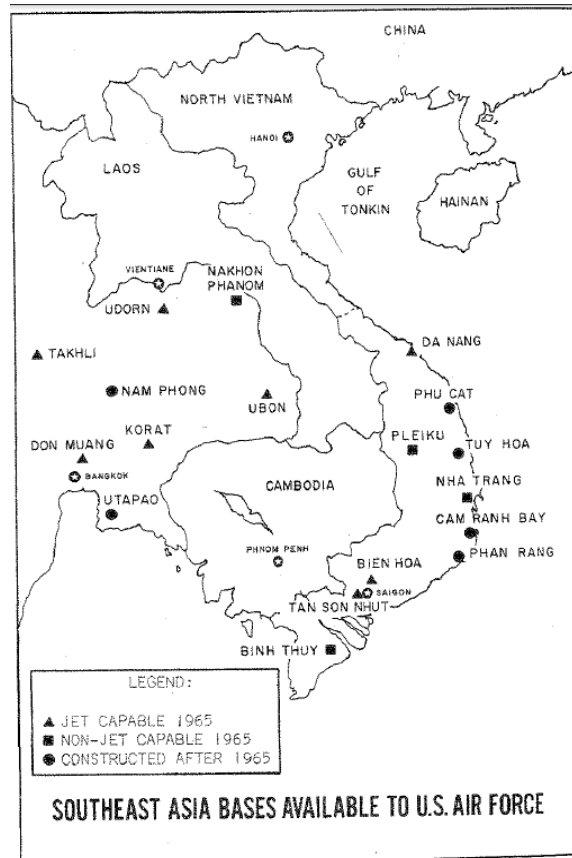 CHINA
NORTH VIETNAM
HANOI
LAOS
GULF
OF
TONKIN
HAINAN
VIENTIANE
NAKHON
PHANOM
UDORN
TAKHLI
DA NANG
NAM PHONG
UBON
PHU CAT
KORAT
DON MUANG
PLEIKU
TUY HOA
BANGKOK
CAMBODIA
NHA TRANG
UTAPAO
CAM RANH BAY
PHNOM PENH
PHAN RANG
BIEN HOA
SAIGON
TAN SON NHUT
BINH THUY
LEGEND:
JET CAPABLE 1965
NON-JET CAPABLE 1965
CONSTRUCTED AFTER 1965
SOUTHEAST ASIA BASES AVAILABLE TO U.S. AIR FORCE